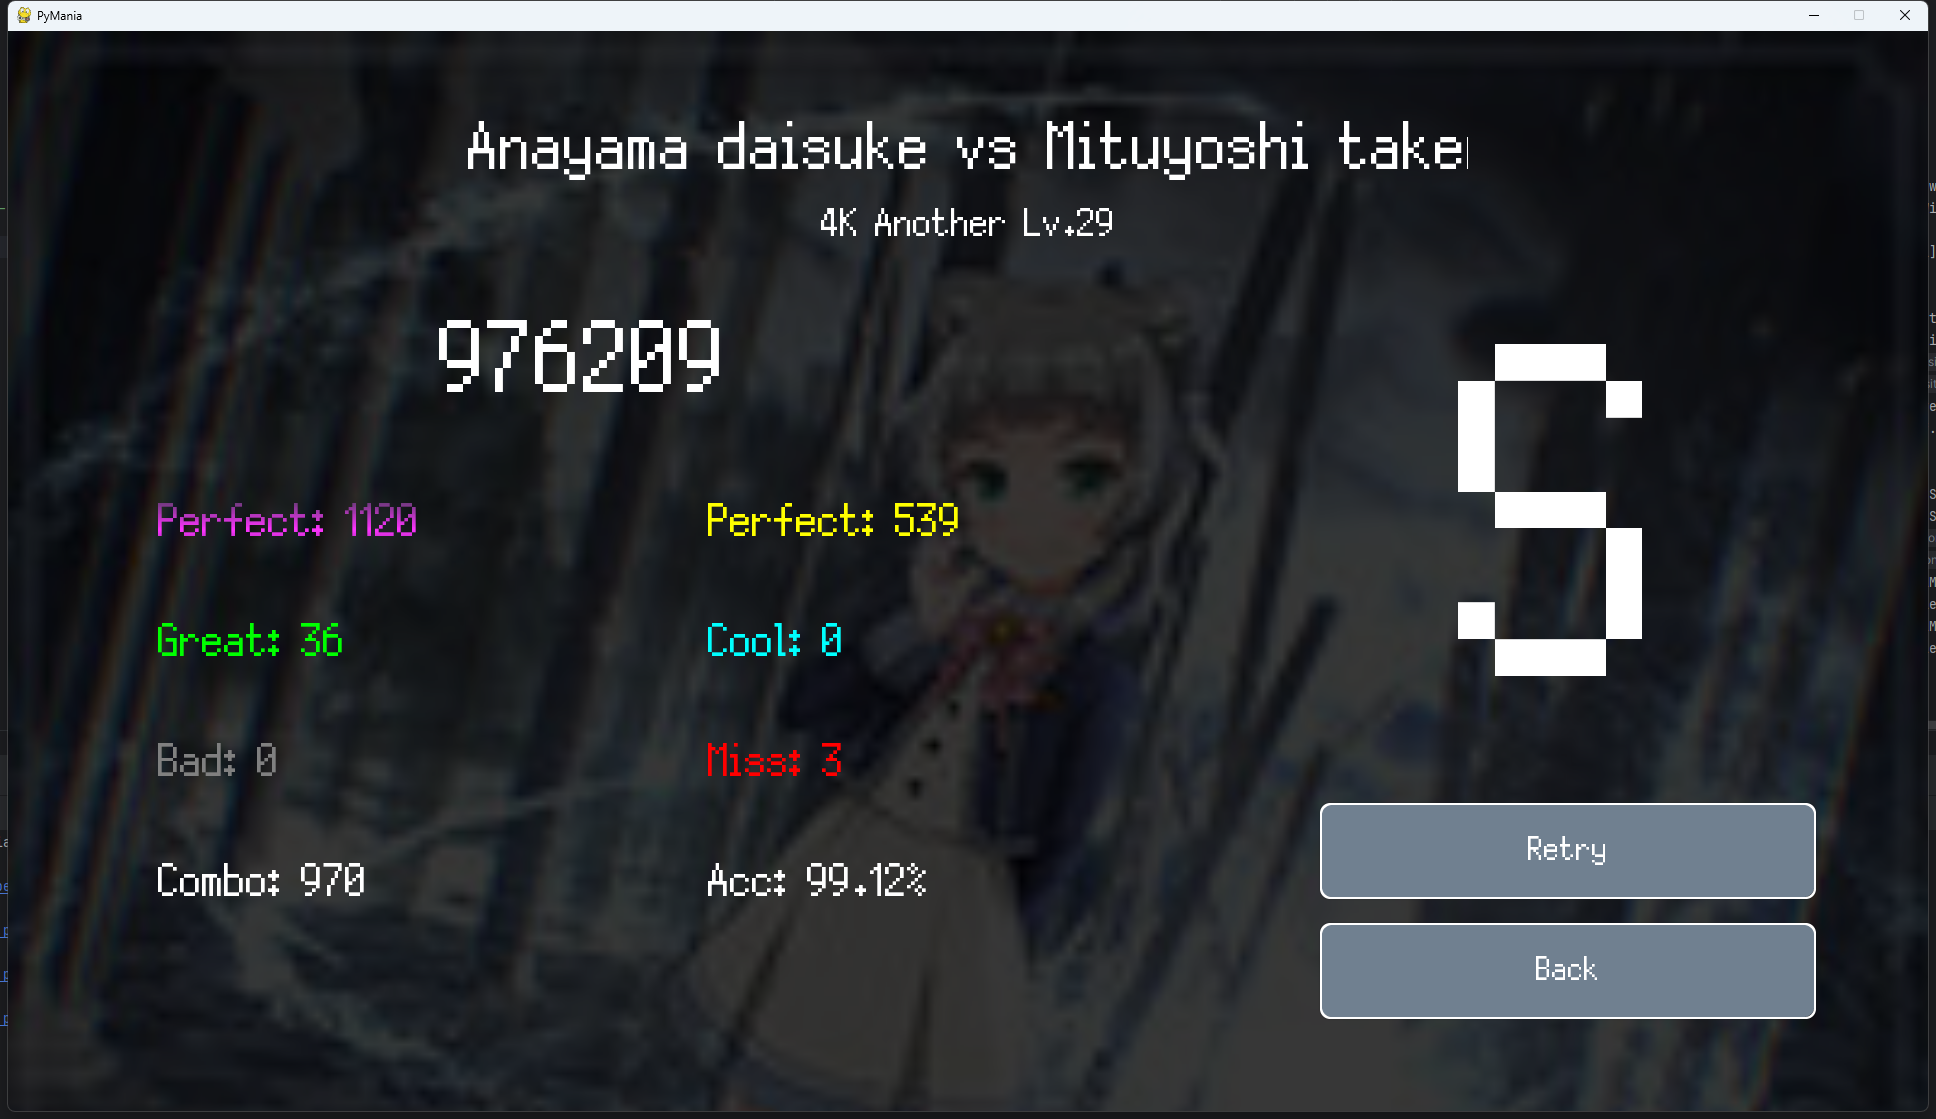 PyMania
Anayama daisuke vs Mituyoshi take
4K Another Lv.29
976209
Perfect: 1120
Perfect: 539
Great: 36
Cool: 0
Bad: 0
Miss: 3
Combo: 970
Acc: 99.12%
S
Retry
Back